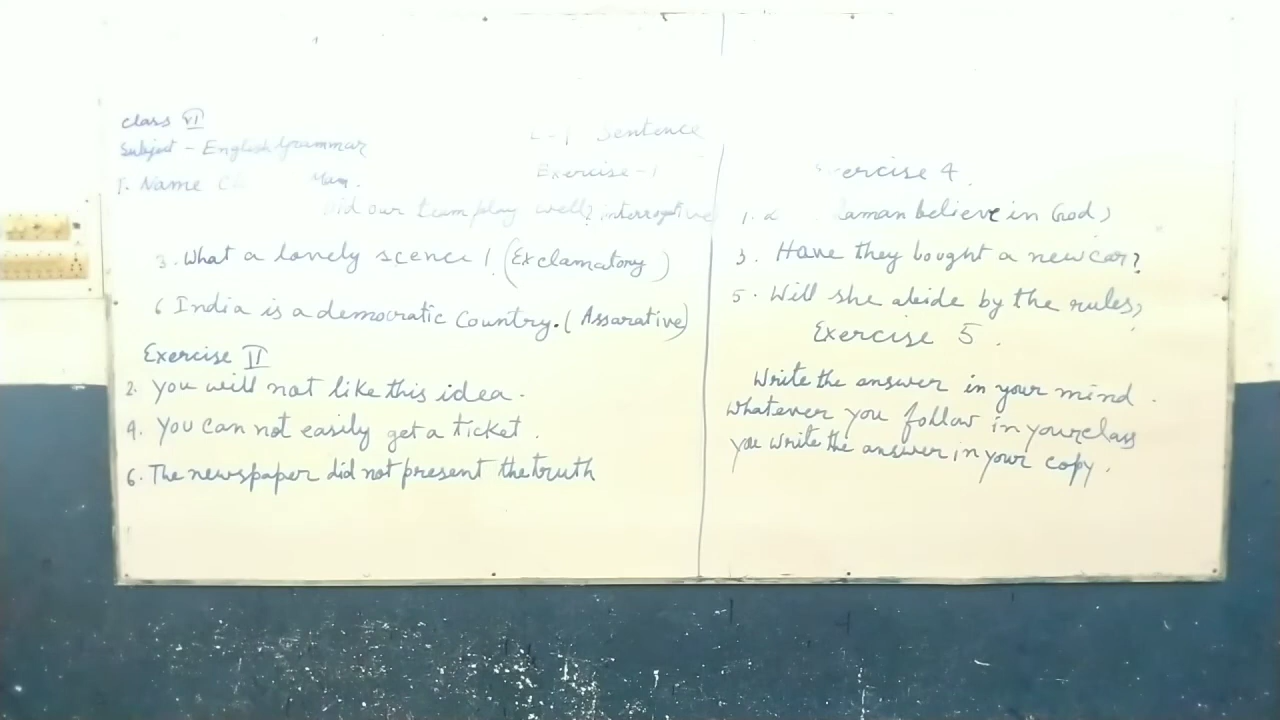 Class VI
Subject - English Grammar
T. Name
L-1 Sentence
Exercise - 1
Did our team play well? interrogative
3. What a lovely scence ! (Exclamatory)
6 India is a democratic Country. (Assarative)
Exercise II
2. You will not like this idea.
4. You can not easily get a ticket.
6. The newspaper did not present the truth
Exercise 4.
1. Raman believe in God?
3. Have they bought a new car?
5. Will she abide by the rules?
Exercise 5.
Write the answer in your mind.
Whatever you follow in your class
you write the answer in your copy.